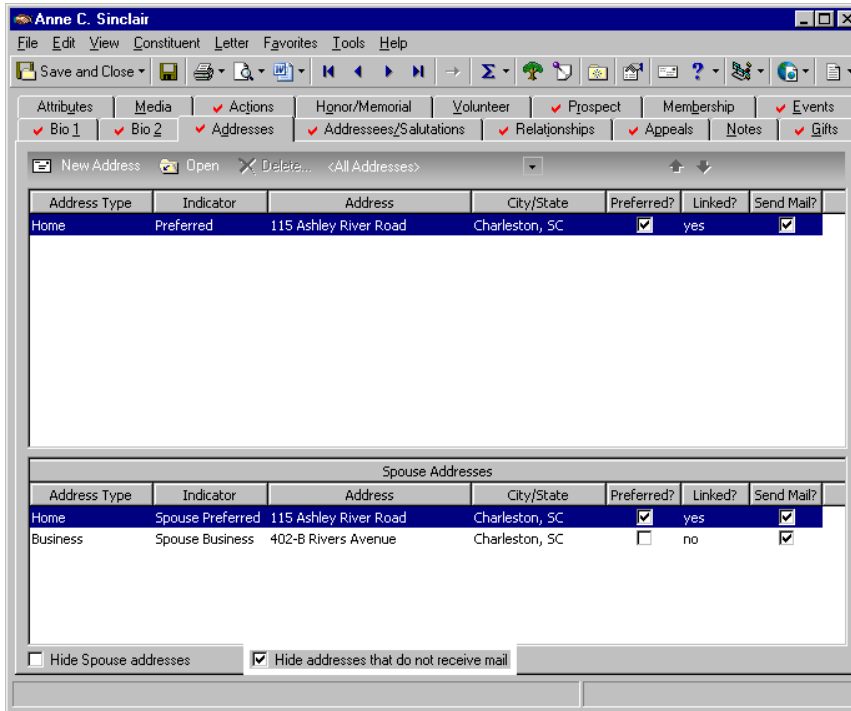 Anne C. Sinclair
File Edit View Constituent Letter Favorites Tools Help
Save and Close
Attributes Media Actions Honor/Memorial Volunteer Prospect Membership Events
Bio 1 Bio 2 Addresses Addressees/Salutations Relationships Appeals Notes Gifts
New Address Open Delete... <All Addresses>
Address Type Indicator Address City/State Preferred? Linked? Send Mail?
Home Preferred 115 Ashley River Road Charleston, SC yes
Spouse Addresses
Address Type Indicator Address City/State Preferred? Linked? Send Mail?
Home Spouse Preferred 115 Ashley River Road Charleston, SC yes
Business Spouse Business 402-B Rivers Avenue Charleston, SC no
Hide Spouse addresses Hide addresses that do not receive mail